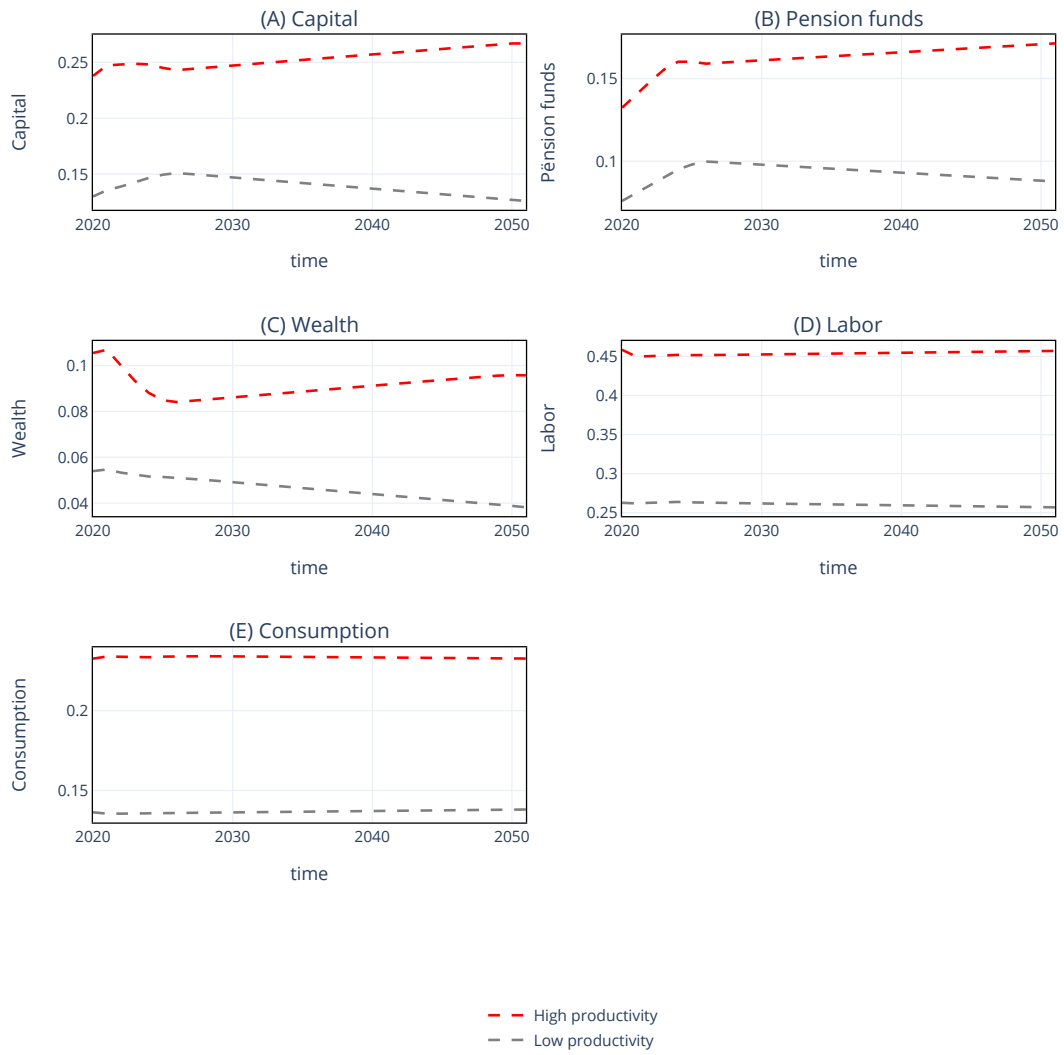 (A) Capital
(B) Pension funds
Capital
0.25
0.2
0.15
2020 2030 2040 2050
time
Pënsion funds
0.15
0.1
2020 2030 2040 2050
time
(C) Wealth
(D) Labor
Wealth
0.1
0.08
0.06
0.04
2020 2030 2040 2050
time
Labor
0.45
0.4
0.35
0.3
0.25
2020 2030 2040 2050
time
(E) Consumption
Consumption
0.2
0.15
2020 2030 2040 2050
time
High productivity
Low productivity